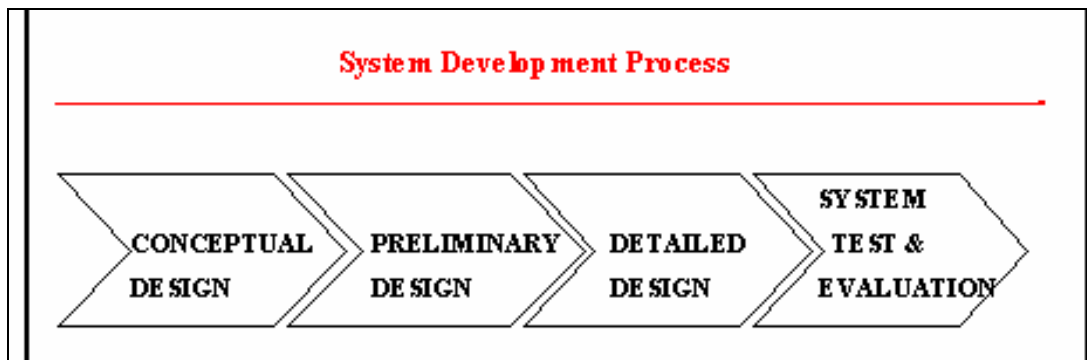 System Development Process
CONCEPTUAL
DESIGN
PRELIMINARY
DESIGN
DETAILED
DESIGN
SYSTEM
TEST &
EVALUATION